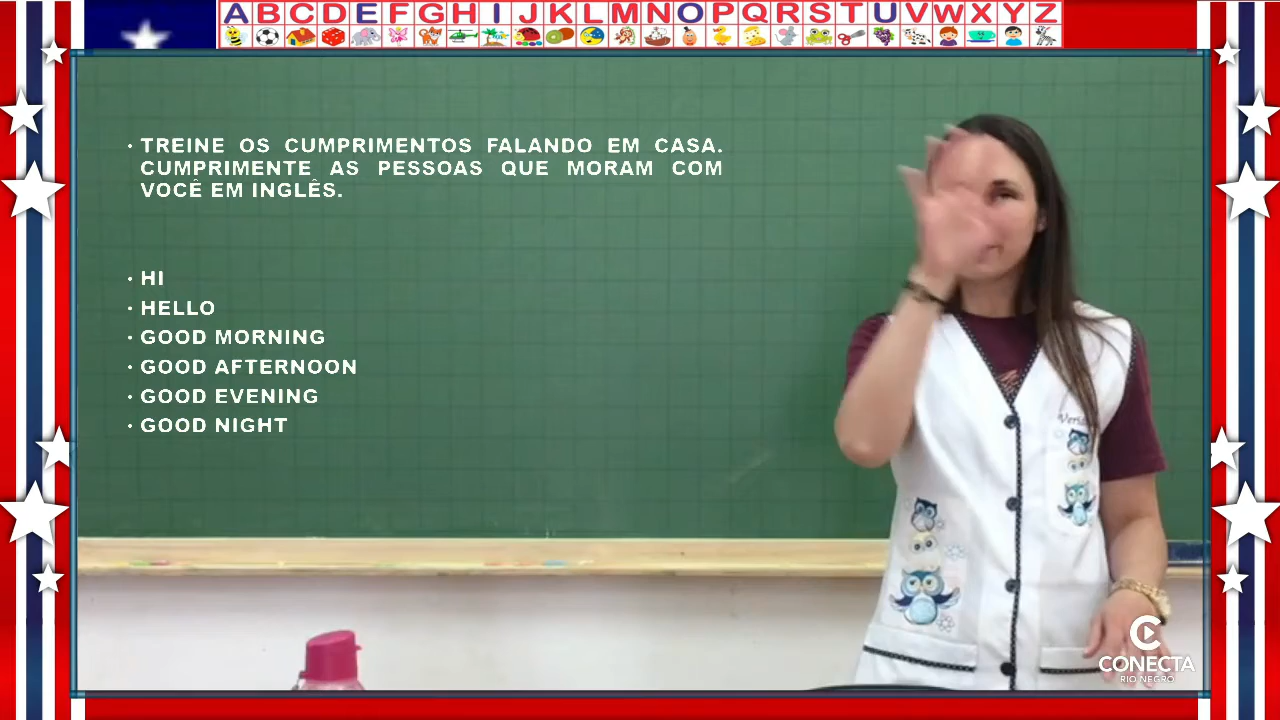 A B C D E F G H I J K L M N O P Q R S T U V W X Y Z
• TREINE OS CUMPRIMENTOS FALANDO EM CASA.
CUMPRIMENTE AS PESSOAS QUE MORAM COM
VOCÊ EM INGLÊS.
• HI
• HELLO
• GOOD MORNING
• GOOD AFTERNOON
• GOOD EVENING
• GOOD NIGHT
CONECTA
RIO NEGRO